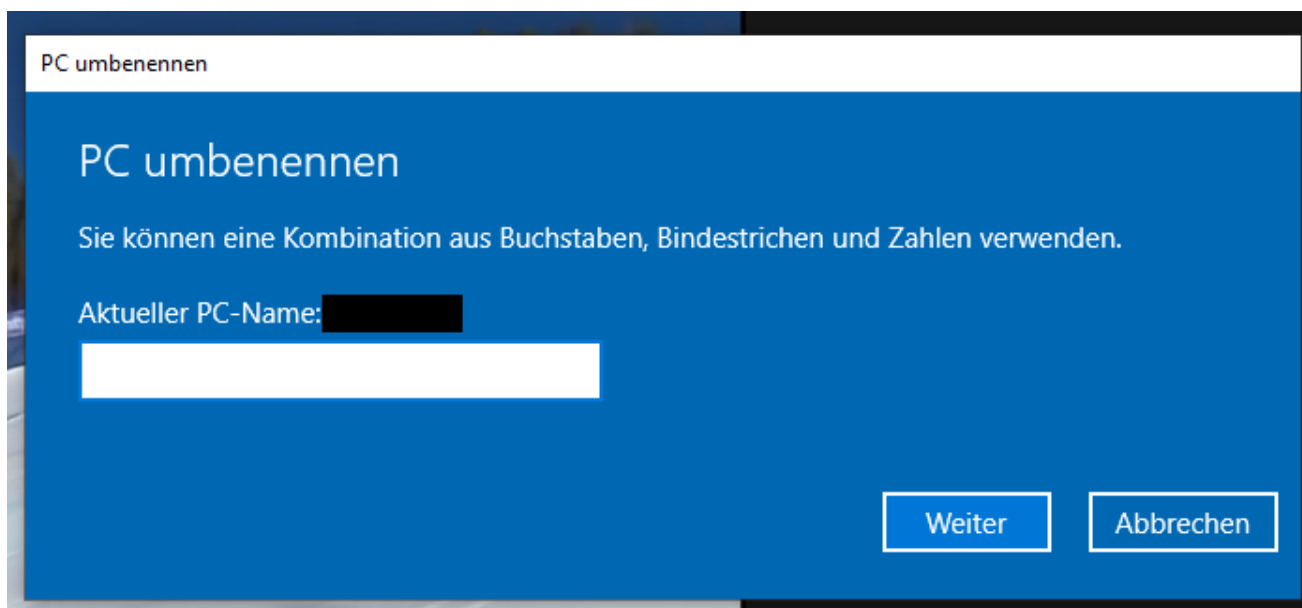 PC umbenennen
PC umbenennen
Sie können eine Kombination aus Buchstaben, Bindestrichen und Zahlen verwenden.
Aktueller PC-Name:
Weiter
Abbrechen